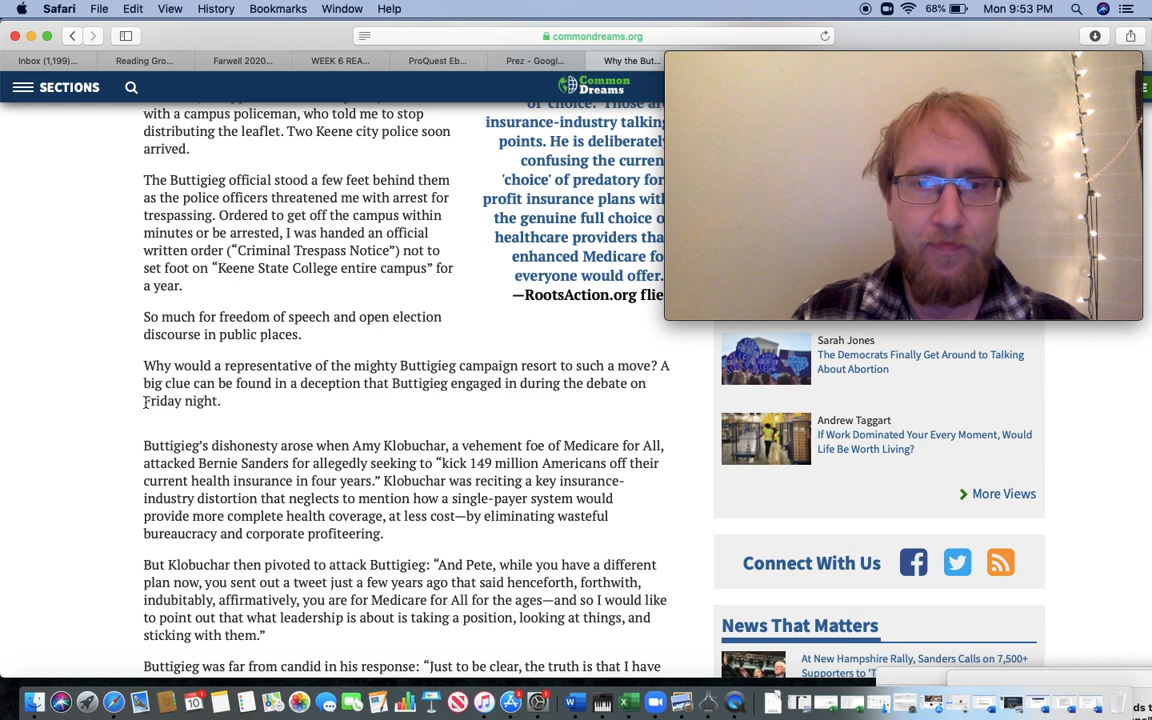 Safari File Edit View History Bookmarks Window Help
68% Mon 9:53 PM
commondreams.org
Inbox (1,199)... Reading Gro... Farwell 2020... WEEK 6 REA... ProQuest Eb... Prez - Googl... Why the But...
SECTIONS
Common
Dreams
with a campus policeman, who told me to stop
distributing the leaflet. Two Keene city police soon
arrived.
The Buttigieg official stood a few feet behind them
as the police officers threatened me with arrest for
trespassing. Ordered to get off the campus within
minutes or be arrested, I was handed an official
written order (“Criminal Trespass Notice”) not to
set foot on “Keene State College entire campus” for
a year.
So much for freedom of speech and open election
discourse in public places.
of choice. Those are
insurance-industry talking
points. He is deliberately
confusing the current
'choice' of predatory for
profit insurance plans with
the genuine full choice o
healthcare providers tha
enhanced Medicare fo
everyone would offer.
—RootsAction.org flie
Why would a representative of the mighty Buttigieg campaign resort to such a move? A
big clue can be found in a deception that Buttigieg engaged in during the debate on
Friday night.
Buttigieg’s dishonesty arose when Amy Klobuchar, a vehement foe of Medicare for All,
attacked Bernie Sanders for allegedly seeking to “kick 149 million Americans off their
current health insurance in four years.” Klobuchar was reciting a key insurance-
industry distortion that neglects to mention how a single-payer system would
provide more complete health coverage, at less cost—by eliminating wasteful
bureaucracy and corporate profiteering.
But Klobuchar then pivoted to attack Buttigieg: “And Pete, while you have a different
plan now, you sent out a tweet just a few years ago that said henceforth, forthwith,
indubitably, affirmatively, you are for Medicare for All for the ages—and so I would like
to point out that what leadership is about is taking a position, looking at things, and
sticking with them.”
Buttigieg was far from candid in his response: “Just to be clear, the truth is that I have
Sarah Jones
The Democrats Finally Get Around to Talking
About Abortion
Andrew Taggart
If Work Dominated Your Every Moment, Would
Life Be Worth Living?
More Views
Connect With Us
News That Matters
At New Hampshire Rally, Sanders Calls on 7,500+
Supporters to 'T